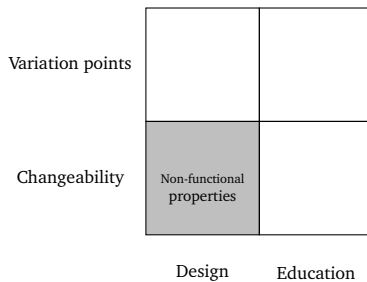 Variation points
Changeability
Non-functional
properties
Design
Education